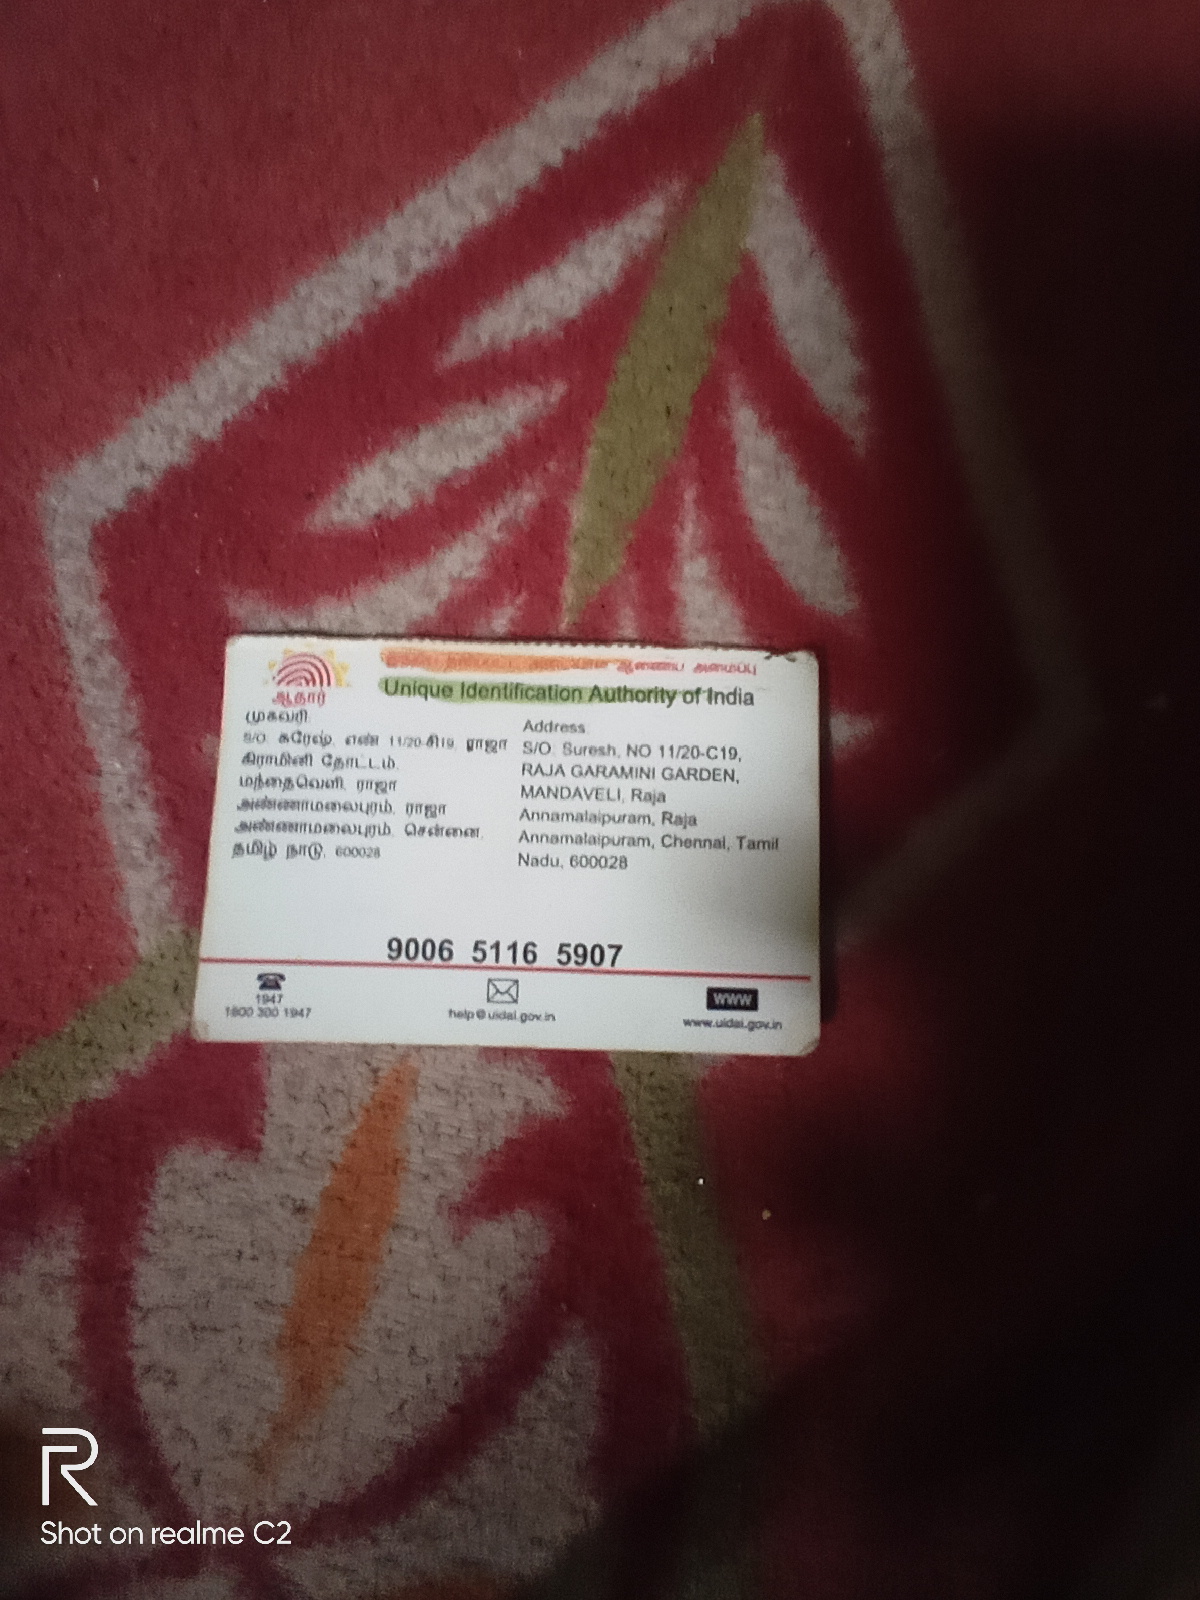 ஆணைய அமைப்பு
Unique Identification Authority of India
ஆதார்
முகவரி:
S/O. சுரேஷ், எண் 11/20-சி19, ராஜா
கிராமினி தோட்டம்,
மந்தைவெளி, ராஜா
அண்ணாமலைபுரம், ராஜா
அண்ணாமலைபுரம், சென்னை,
தமிழ் நாடு, 600028
Address:
S/O: Suresh, NO 11/20-C19,
RAJA GARAMINI GARDEN,
MANDAVELI, Raja
Annamalaipuram, Raja
Annamalaipuram, Chennai, Tamil
Nadu, 600028
9006 5116 5907
1947
1800 300 1947
help@uidai.gov.in
WWW
www.uidai.gov.in
R
Shot on realme C2